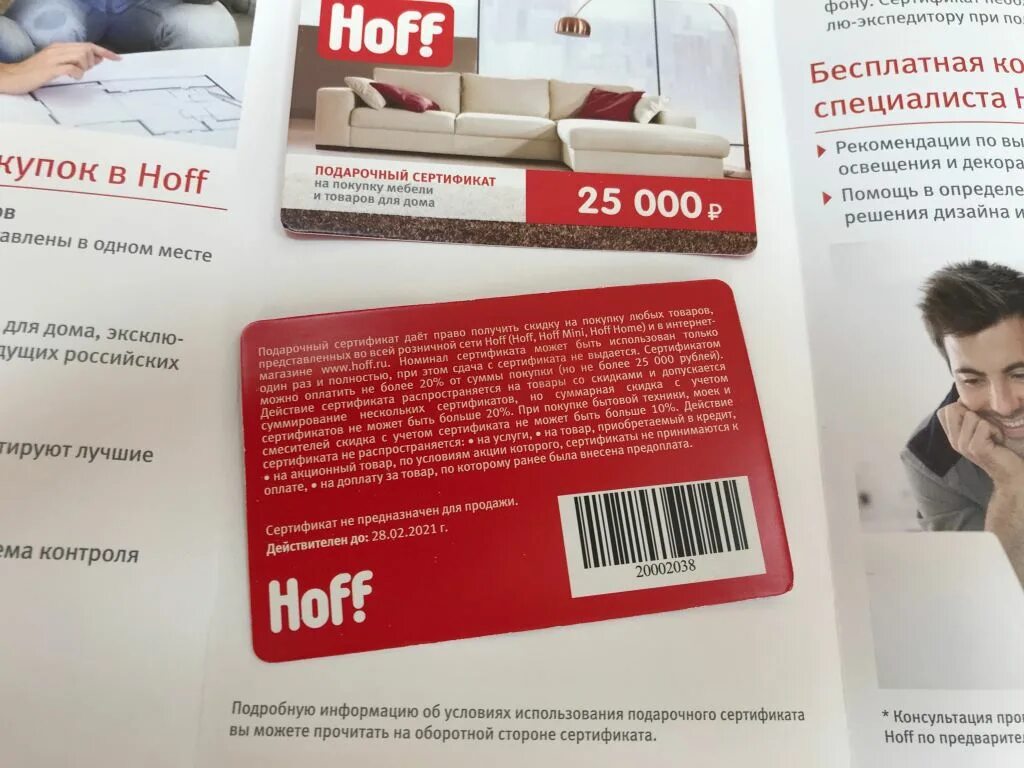 Hoff
ПОДАРОЧНЫЙ СЕРТИФИКАТ
на покупку мебели
и товаров для дома
25 000 ₽
Подарочный сертификат даёт право получить скидку на покупку любых товаров,
представленных во всей розничной сети Hoff (Hoff, Hoff Mini, Hoff Home) и в интернет-
магазине www.hoff.ru. Номинал сертификата может быть использован только
один раз и полностью, при этом сдача с сертификата не выдается. Сертификатом
можно оплатить не более 20% от суммы покупки (но не более 25 000 рублей).
Действие сертификата распространяется на товары со скидками и допускается
суммирование нескольких сертификатов, но суммарная скидка с учетом
сертификатов не может быть больше 20%. При покупке бытовой техники, моек и
смесителей скидка с учетом сертификата не может быть больше 10%. Действие
сертификата не распространяется: • на услуги, • на товар, приобретаемый в кредит,
• на акционный товар, по условиям акции которого, сертификаты не принимаются к
оплате, • на доплату за товар, по которому ранее была внесена предоплата.
Сертификат не предназначен для продажи.
Действителен до: 28.02.2021 г.
20002038
Hoff
Подробную информацию об условиях использования подарочного сертификата
вы можете прочитать на оборотной стороне сертификата.
купок в Hoff
ов
авлены в одном месте
для дома, эксклю-
дущих российских
тируют лучшие
ема контроля
фону. Сертификат
лю-экспедитору при
Бесплатная ко
специалиста
Рекомендации по вы
освещения и декора
Помощь в определе
решения дизайна и
* Консультация про
Hoff по предварите